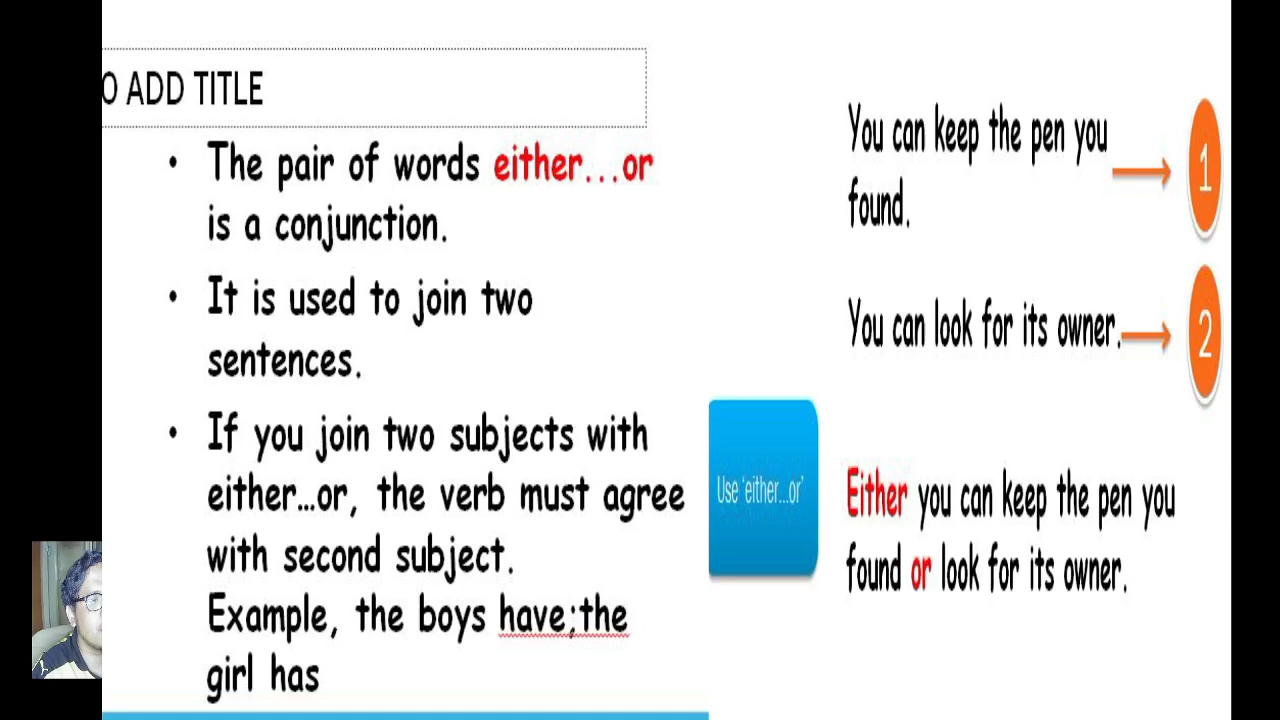 O ADD TITLE
• The pair of words either...or
is a conjunction.
• It is used to join two
sentences.
• If you join two subjects with
either...or, the verb must agree
with second subject.
Example, the boys have;the
girl has
You can keep the pen you
found.
1
You can look for its owner.
2
Use ‘either...or’
Either you can keep the pen you
found or look for its owner.